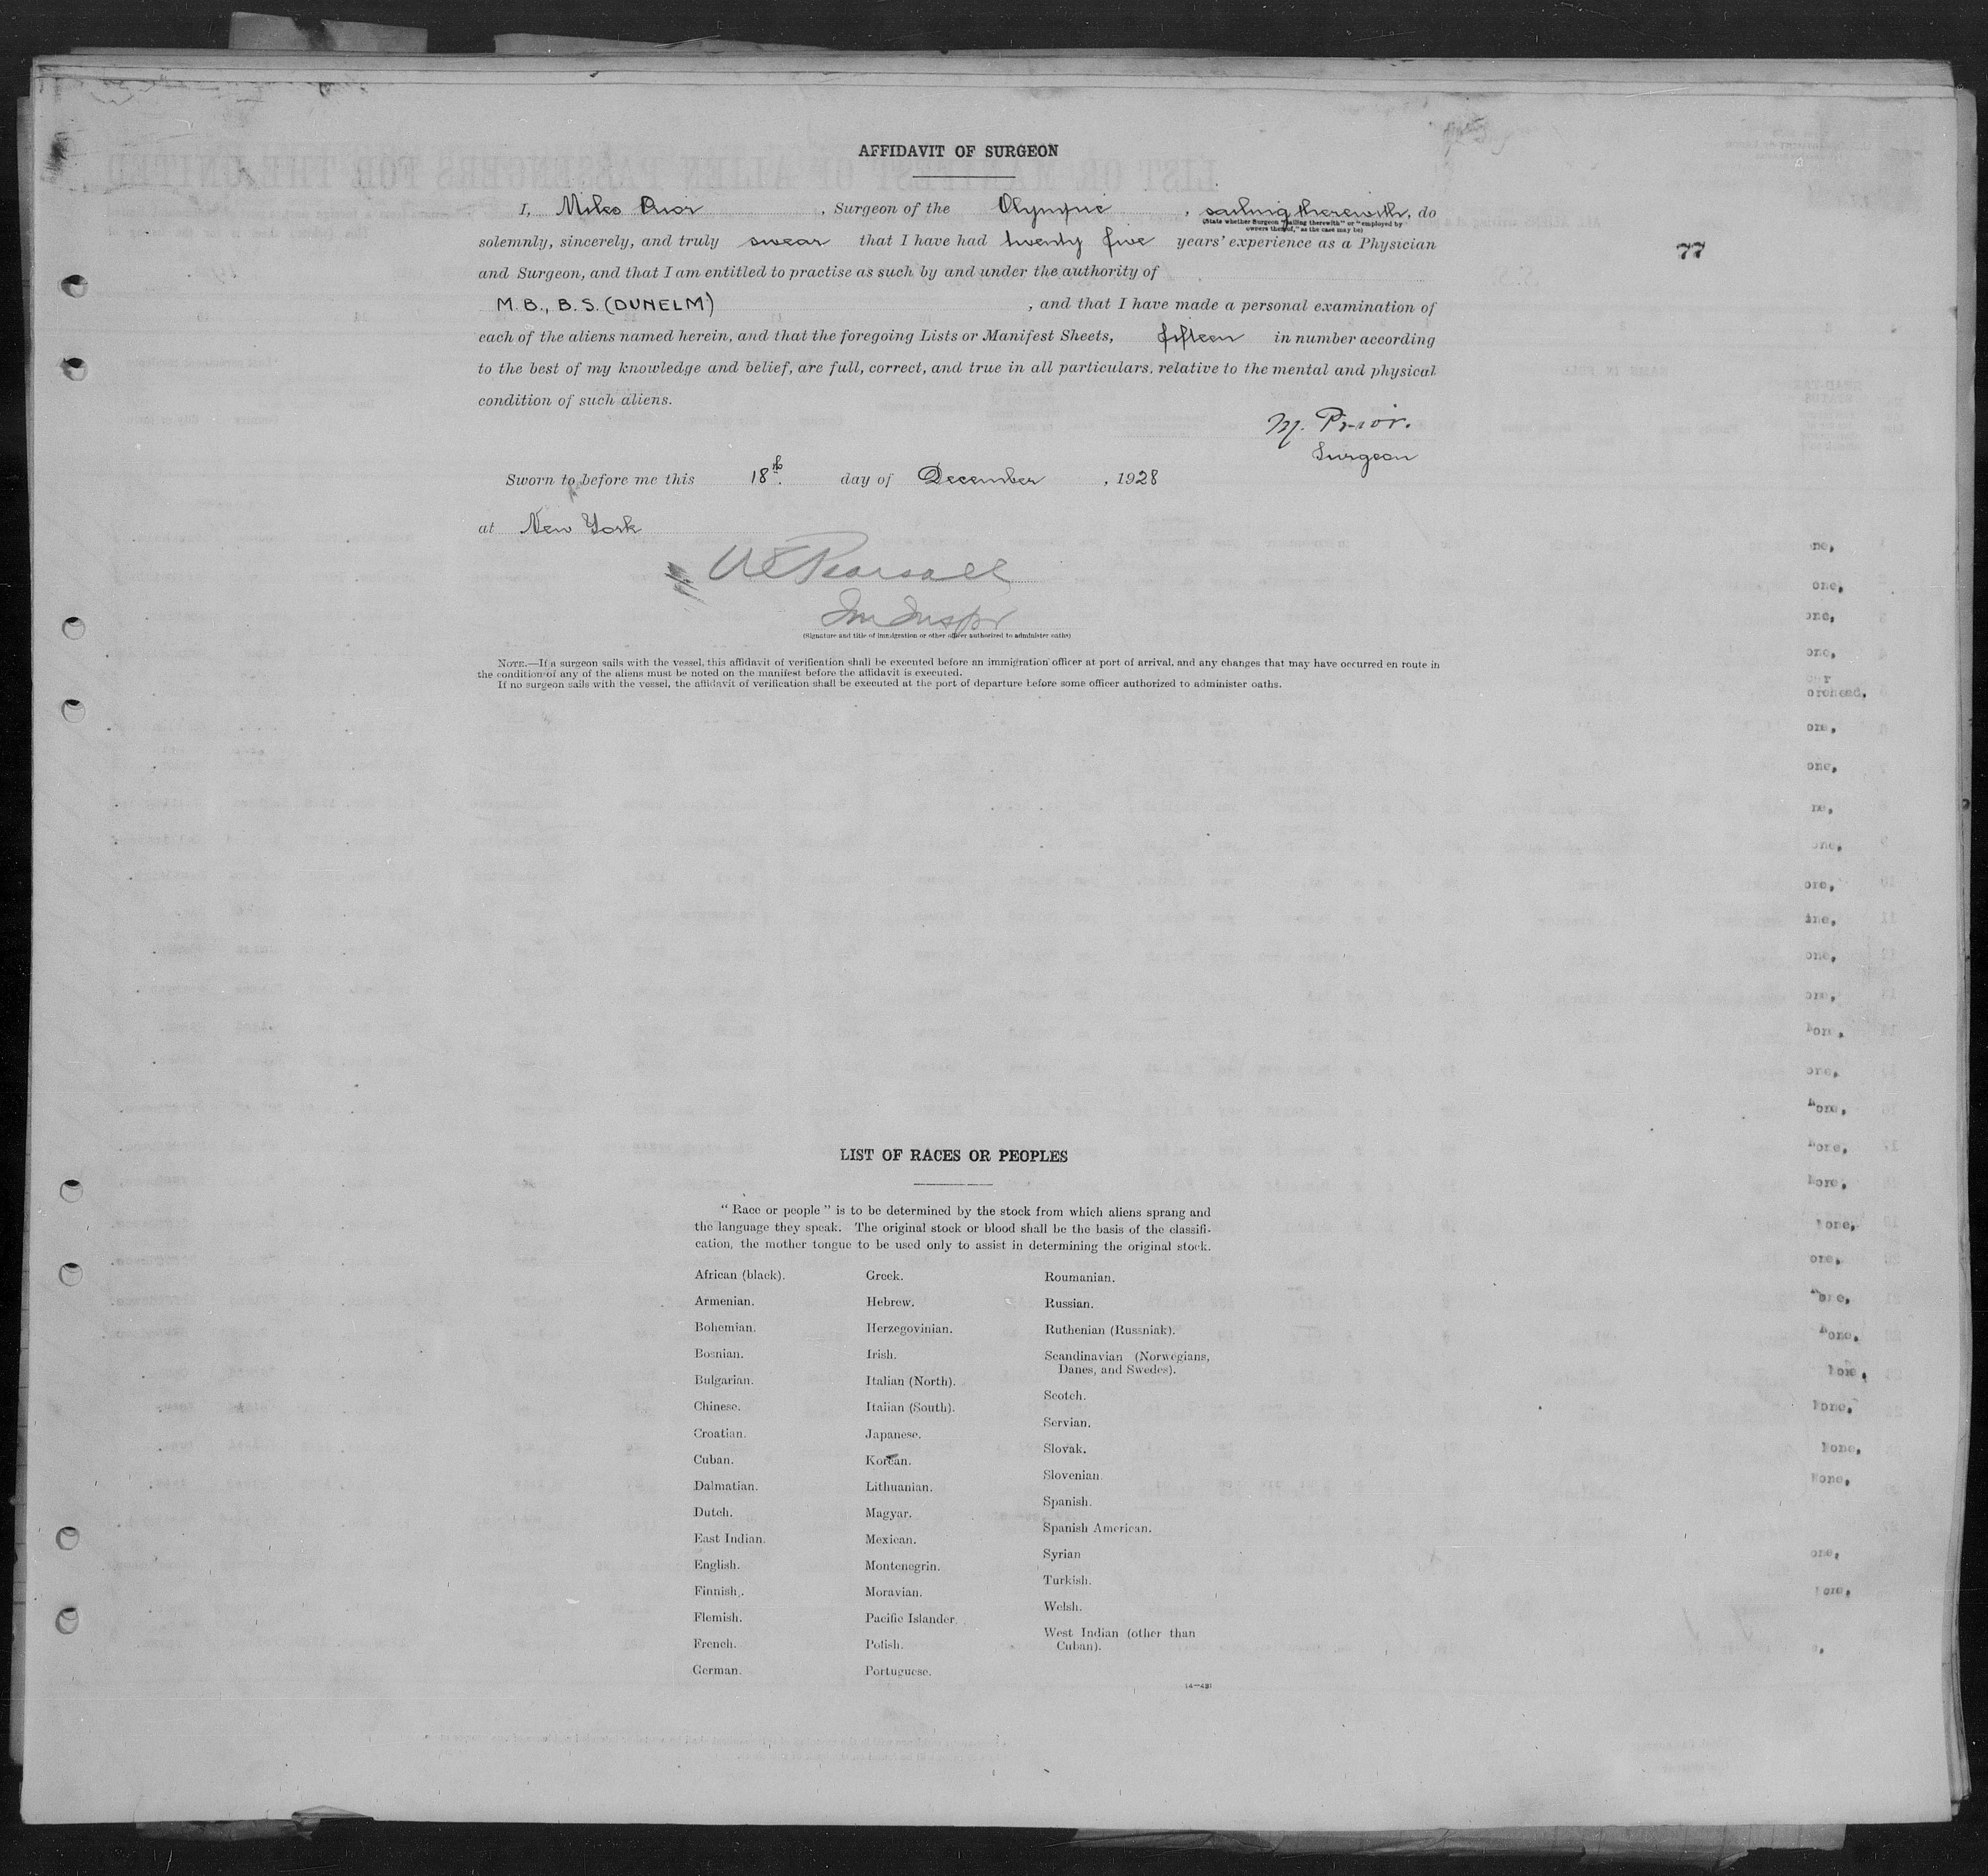 AFFIDAVIT OF SURGEON
I, Miles Prior, Surgeon of the Olympic, sailing therewith, do
(State whether Surgeon "sailing therewith" or "employed by
owners thereof," as the case may be)
77
solemnly, sincerely, and truly swear that I have had twenty five years' experience as a Physician
and Surgeon, and that I am entitled to practise as such by and under the authority of
M.B., B.S. (DUNELM), and that I have made a personal examination of
each of the aliens named herein, and that the foregoing Lists or Manifest Sheets, fifteen in number according
to the best of my knowledge and belief, are full, correct, and true in all particulars, relative to the mental and physical
condition of such aliens.
M. Prior.
Surgeon
Sworn to before me this 18th. day of December, 1928
at New York
Pearsall
Im Inspr
(Signature and title of immigration or other officer authorized to administer oaths)
NOTE.—If a surgeon sails with the vessel, this affidavit of verification shall be executed before an immigration officer at port of arrival, and any changes that may have occurred en route in
the condition of any of the aliens must be noted on the manifest before the affidavit is executed.
If no surgeon sails with the vessel, the affidavit of verification shall be executed at the port of departure before some officer authorized to administer oaths.
LIST OF RACES OR PEOPLES
"Race or people" is to be determined by the stock from which aliens sprang and
the language they speak. The original stock or blood shall be the basis of the classifi-
cation, the mother tongue to be used only to assist in determining the original stock.
African (black).
Armenian.
Bohemian.
Bosnian.
Bulgarian.
Chinese.
Croatian.
Cuban.
Dalmatian.
Dutch.
East Indian.
English.
Finnish.
Flemish.
French.
German.
Greek.
Hebrew.
Herzegovinian.
Irish.
Italian (North).
Italian (South).
Japanese.
Korean.
Lithuanian.
Magyar.
Mexican.
Montenegrin.
Moravian.
Pacific Islander.
Polish.
Portuguese.
Roumanian.
Russian.
Ruthenian (Russniak).
Scandinavian (Norwegians,
Danes, and Swedes).
Scotch.
Servian.
Slovak.
Slovenian.
Spanish.
Spanish American.
Syrian
Turkish.
Welsh.
West Indian (other than
Cuban).
14—431